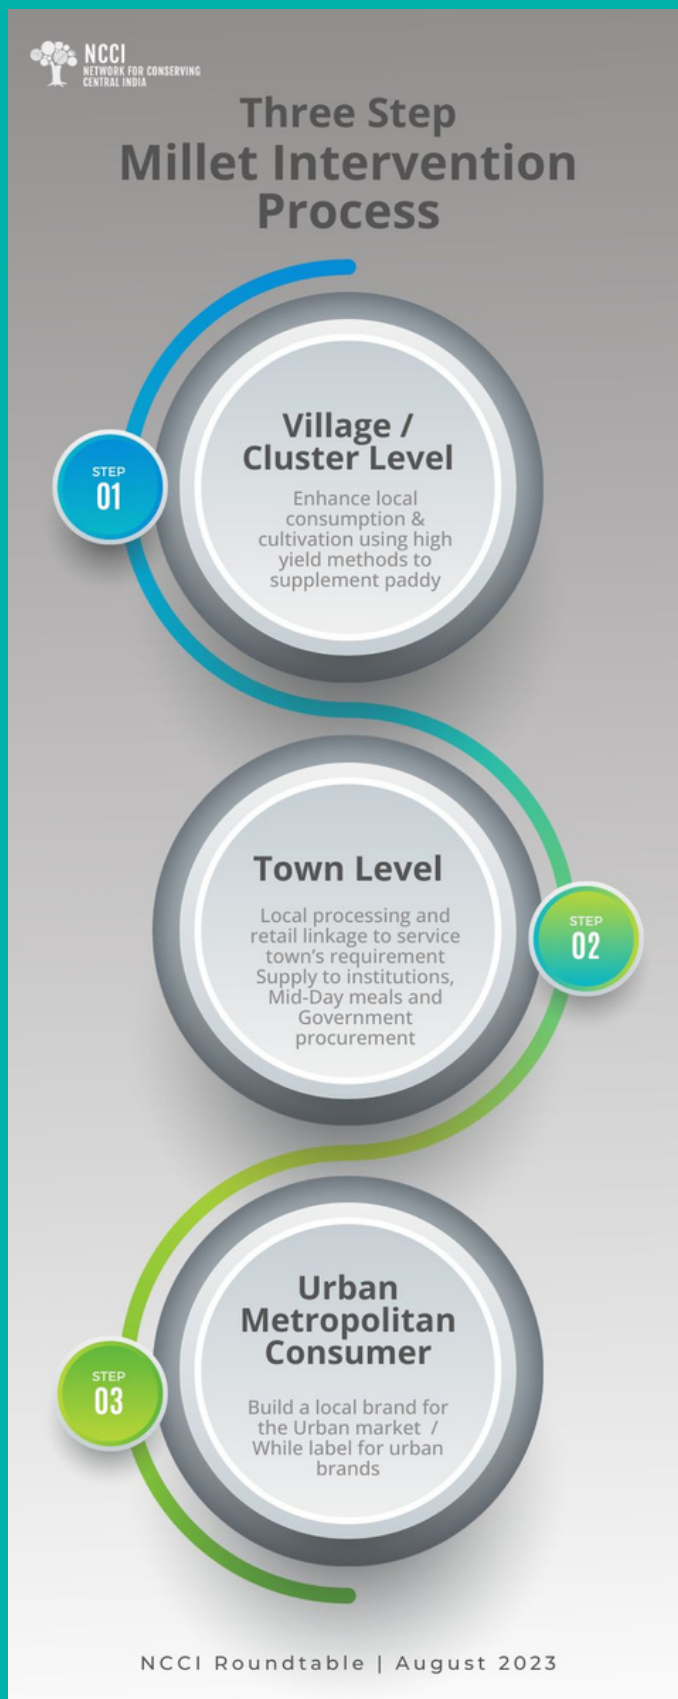 NCCI
NETWORK FOR CONSERVING
CENTRAL INDIA
Three Step
Millet Intervention
Process
Village /
Cluster Level
STEP
01
Enhance local
consumption &
cultivation using high
yield methods to
supplement paddy
Town Level
STEP
02
Local processing and
retail linkage to service
town's requirement
Supply to institutions,
Mid-Day meals and
Government
procurement
Urban
Metropolitan
Consumer
STEP
03
Build a local brand for
the Urban market /
While label for urban
brands
NCCI Roundtable | August 2023